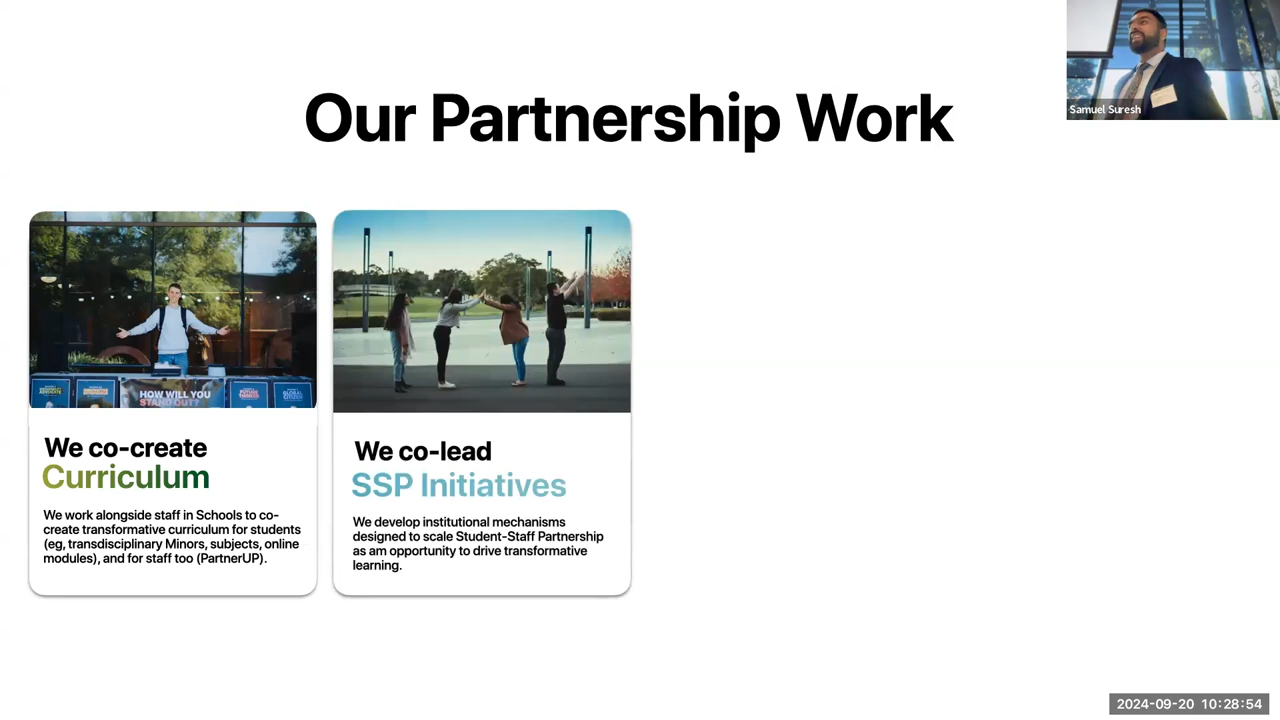 Our Partnership Work
Samuel Suresh
HOW WILL YOU
STAND OUT?
We co-create
Curriculum
We work alongside staff in Schools to co-
create transformative curriculum for students
(eg, transdisciplinary Minors, subjects, online
modules), and for staff too (PartnerUP).
We co-lead
SSP Initiatives
We develop institutional mechanisms
designed to scale Student-Staff Partnership
as am opportunity to drive transformative
learning.
2024-09-20 10:28:54